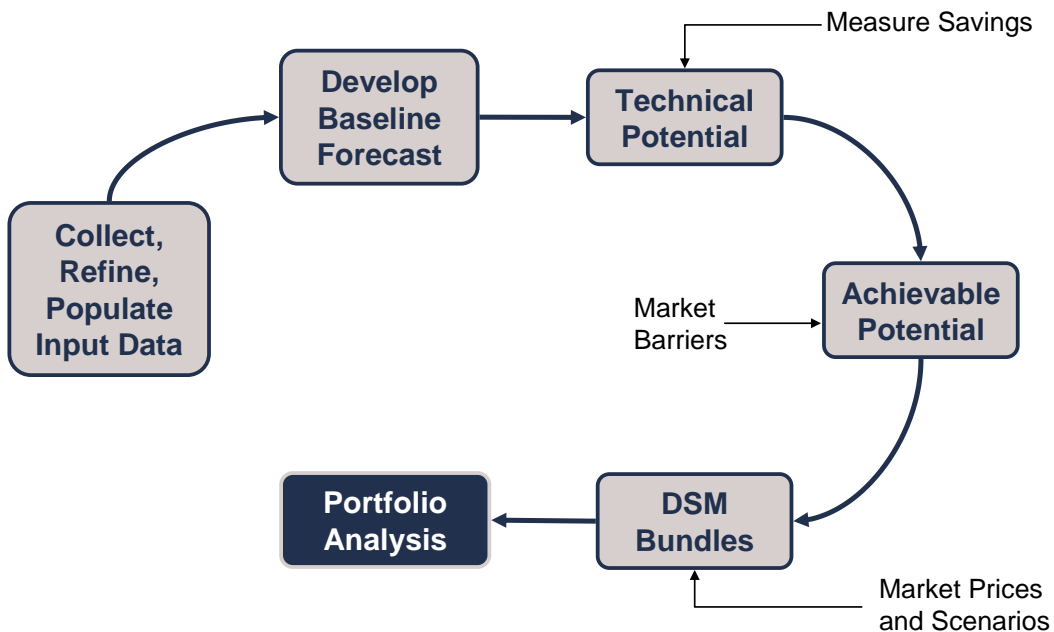 Measure Savings
Develop
Baseline
Forecast
Technical
Potential
Collect,
Refine,
Populate
Input Data
Market
Barriers
Achievable
Potential
Portfolio
Analysis
DSM
Bundles
Market Prices
and Scenarios